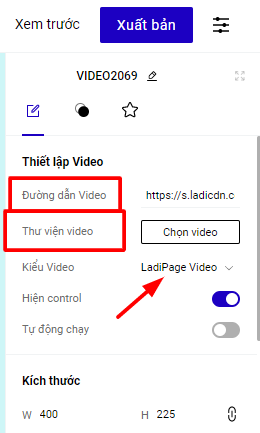 Xem trước Xuất bản
VIDEO2069
Thiết lập Video
Đường dẫn Video https://s.ladicdn.c
Thư viện video Chọn video
Kiểu Video LadiPage Video
Hiện control
Tự động chạy
Kích thước
W 400 H 225